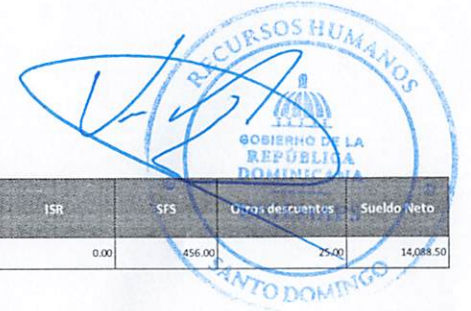 RECURSOS HUMANOS
GOBIERNO DE LA
REPÚBLICA
DOMINICANA
ISR SFS Otros descuentos Sueldo Neto
0.00 456.00 25.00 14,088.50
SANTO DOMINGO